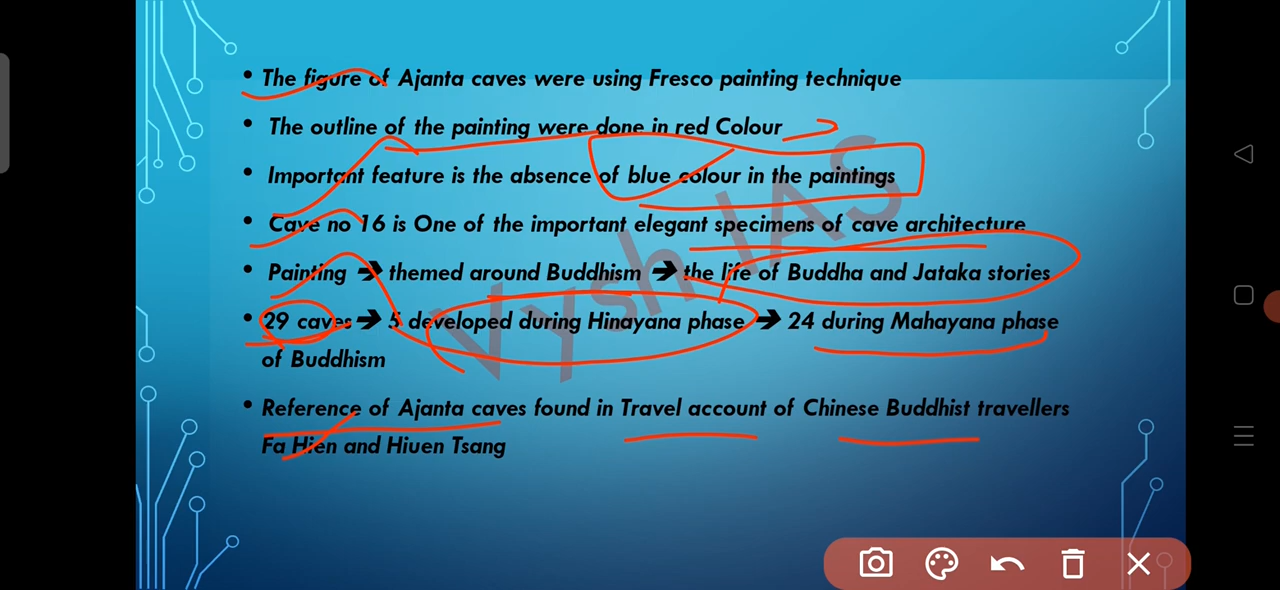 • The figure of Ajanta caves were using Fresco painting technique
• The outline of the painting were done in red Colour
• Important feature is the absence of blue colour in the paintings
• Cave no 16 is One of the important elegant specimens of cave architecture
• Painting → themed around Buddhism → the life of Buddha and Jataka stories
• 29 caves → 5 developed during Hinayana phase → 24 during Mahayana phase
of Buddhism
• Reference of Ajanta caves found in Travel account of Chinese Buddhist travellers
Fa Hien and Hiuen Tsang
VYsh IAS